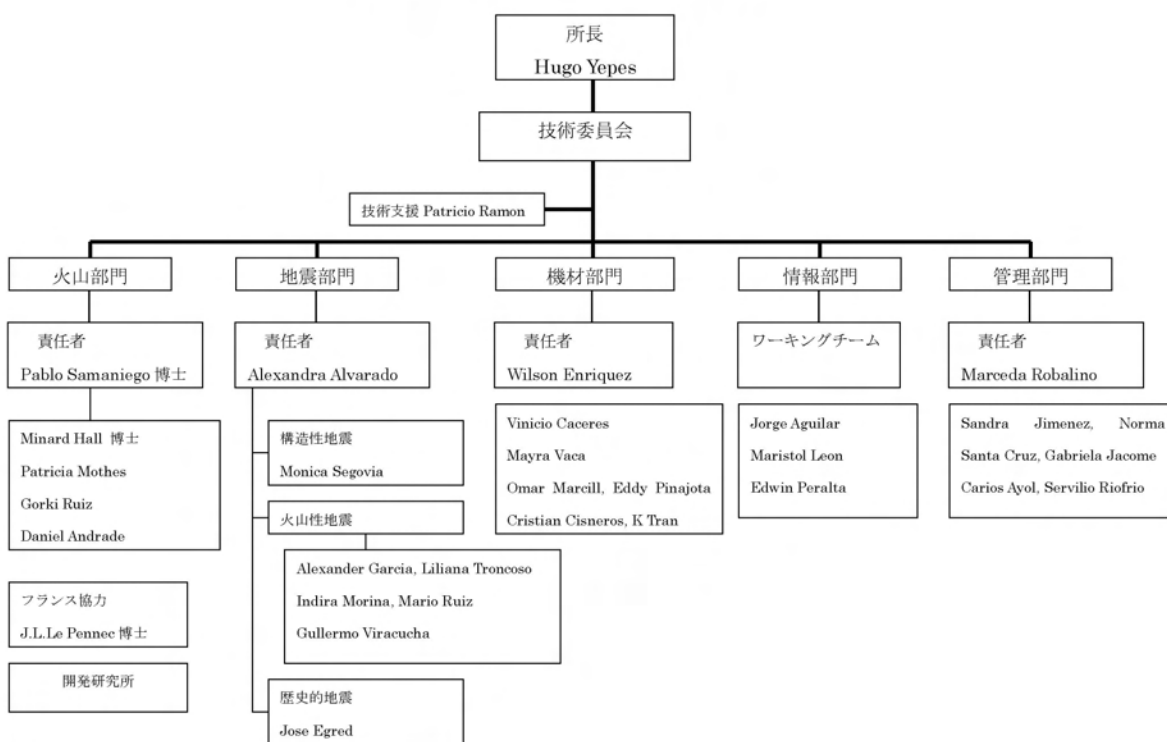 所長
Hugo Yepes
技術委員会
技術支援 Patricio Ramon
火山部門
地震部門
機材部門
情報部門
管理部門
責任者
Pablo Samaniego 博士
責任者
Alexandra Alvarado
責任者
Wilson Enriquez
ワーキングチーム
責任者
Marceda Robalino
Minard Hall 博士
Patricia Mothes
Gorki Ruiz
Daniel Andrade
フランス協力
J.L.Le Pennec 博士
開発研究所
構造性地震
Monica Segovia
火山性地震
Alexander Garcia, Liliana Troncoso
Indira Morina, Mario Ruiz
Gullermo Viracucha
歴史的地震
Jose Egred
Vinicio Caceres
Mayra Vaca
Omar Marcill, Eddy Pinajota
Cristian Cisneros, K Tran
Jorge Aguilar
Maristol Leon
Edwin Peralta
Sandra Jimenez, Norma
Santa Cruz, Gabriela Jacome
Carlos Ayol, Servilio Riofrio